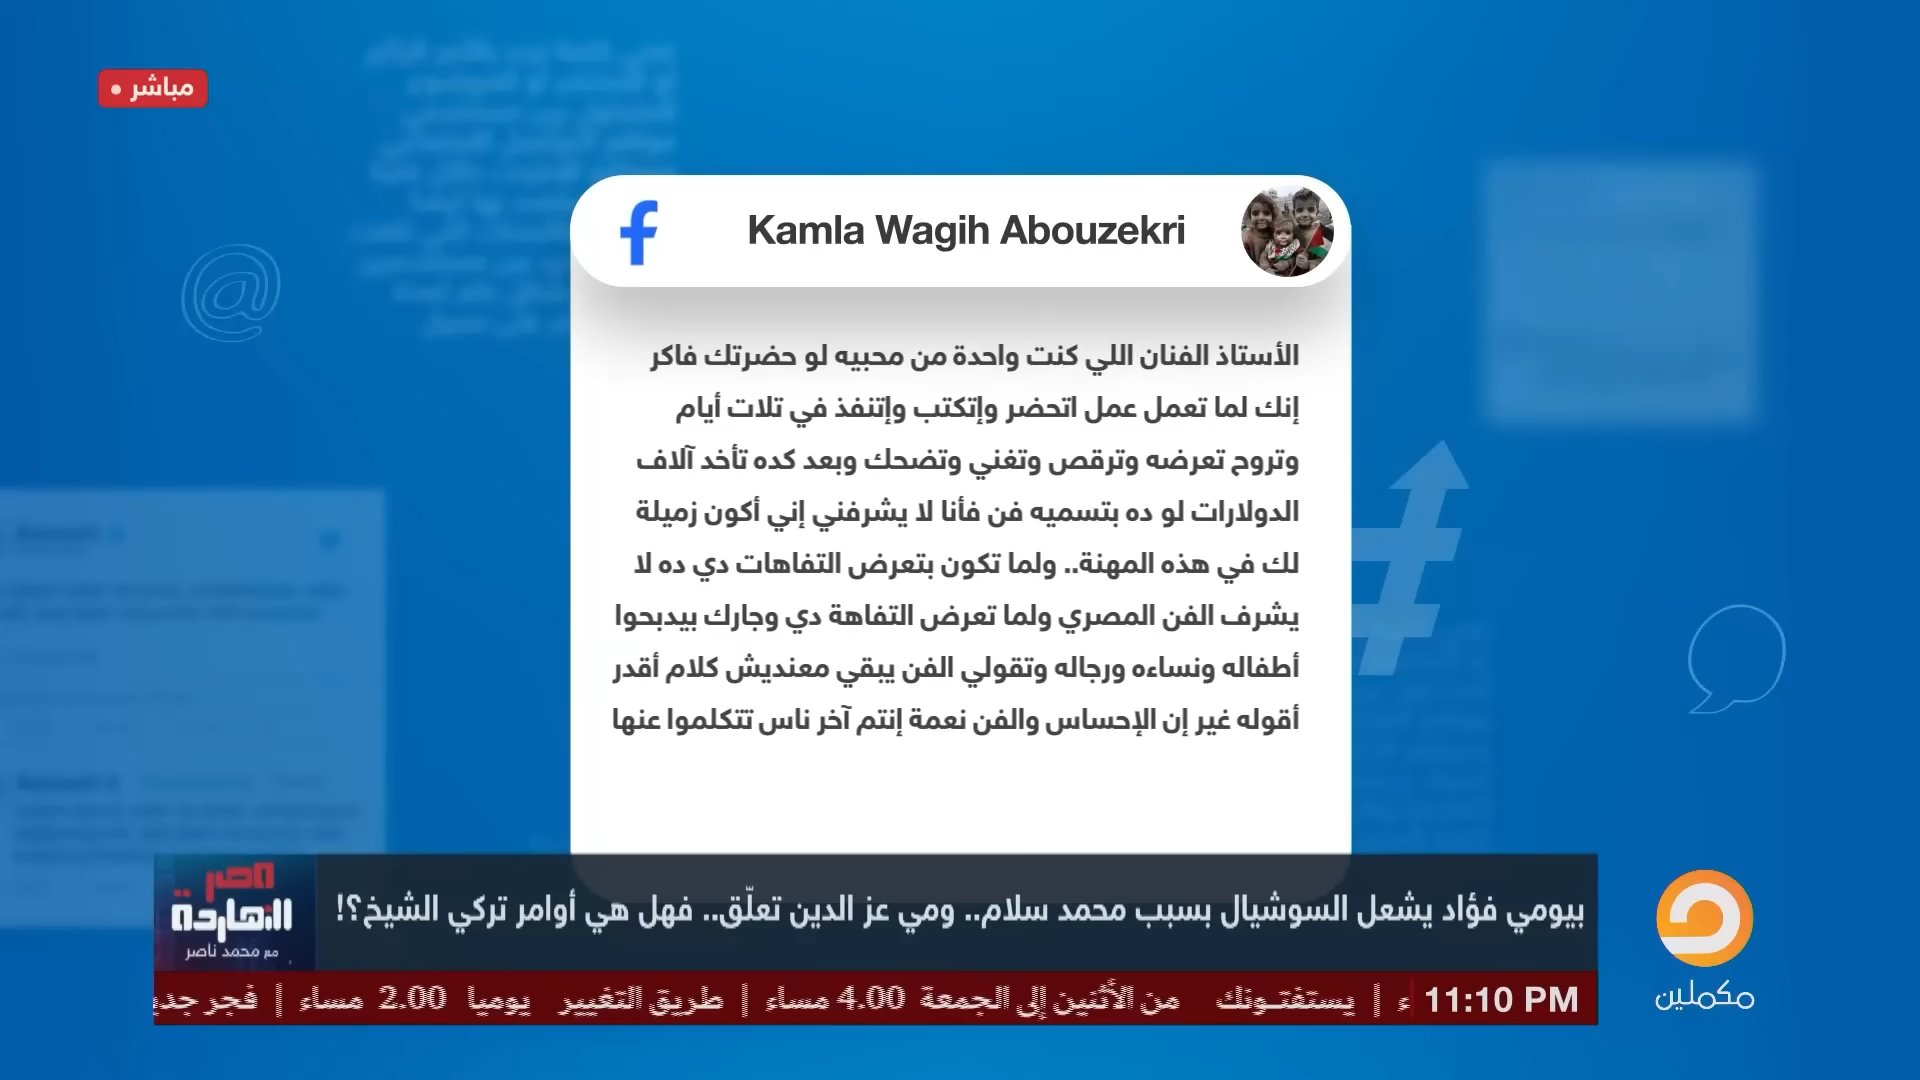 مباشر
Kamla Wagih Abouzekri
الأستاذ الفنان اللي كنت واحدة من محبيه لو حضرتك فاكر
إنك لما تعمل عمل اتحضر وإتكتب وإتنفذ في تلات أيام
وتروح تعرضه وترقص وتغني وتضحك وبعد كده تأخد آلاف
الدولارات لو ده بتسميه فن فأنا لا يشرفني إني أكون زميلة
لك في هذه المهنة.. ولما تكون بتعرض التفاهات دي ده لا
يشرف الفن المصري ولما تعرض التفاهة دي وجارك بيدبحوا
أطفاله ونساءه ورجاله وتقولي الفن يبقي معنديش كلام أقدر
أقوله غير إن الإحساس والفن نعمة إنتم آخر ناس تتكلموا عنها
بيومي فؤاد يشعل السوشيال بسبب محمد سلام.. ومي عز الدين تعلّق.. فهل هي أوامر تركي الشيخ؟!
مصر
النهاردة
مع محمد ناصر
11:10 PM
ء | يستفتـونك من الأثنين إلى الجمعة 4.00 مساء | طريق التغيير يوميا 2.00 مساء | فجر جدي
مكملين